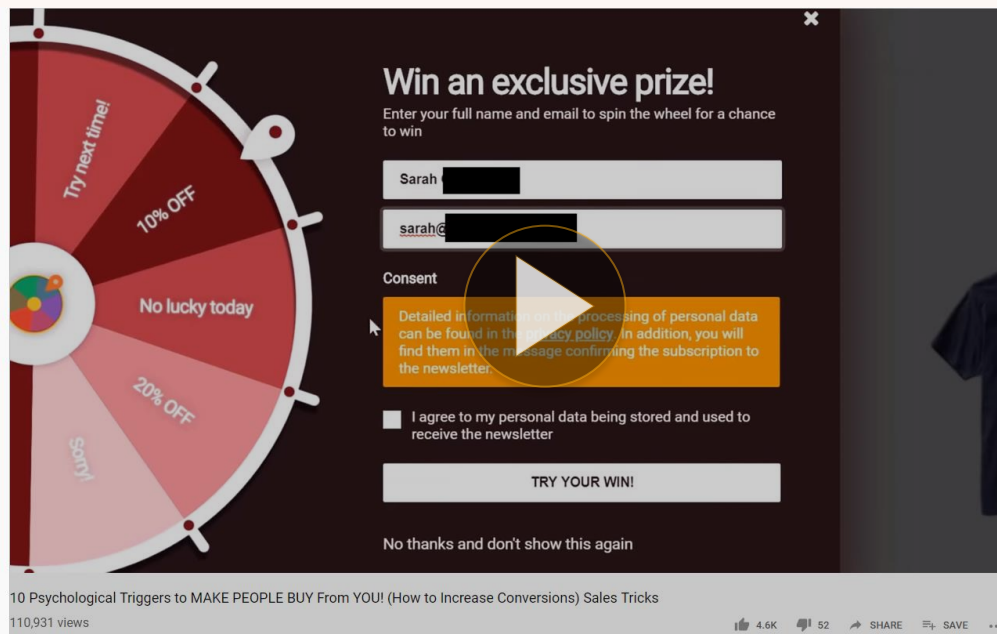 Win an exclusive prize!
Enter your full name and email to spin the wheel for a chance
to win
Try next time!
10% OFF
No lucky today
20% OFF
Sorry!
Sarah
sarah@
Consent
Detailed information on the processing of personal data
can be found in the privacy policy. In addition, you will
find them in the message confirming the subscription to
the newsletter.
I agree to my personal data being stored and used to
receive the newsletter
TRY YOUR WIN!
No thanks and don't show this again
10 Psychological Triggers to MAKE PEOPLE BUY From YOU! (How to Increase Conversions) Sales Tricks
110,931 views
4.6K 52 SHARE SAVE